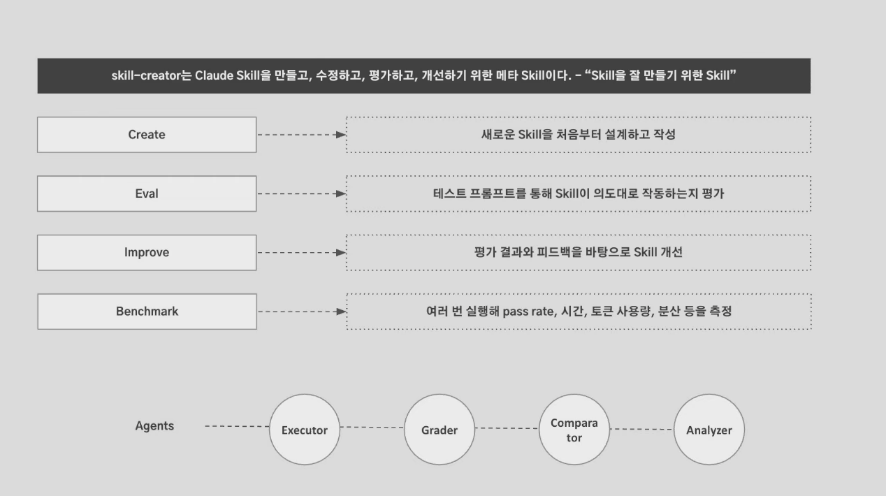 skill-creator는 Claude Skill을 만들고, 수정하고, 평가하고, 개선하기 위한 메타 Skill이다. - “Skill을 잘 만들기 위한 Skill”
Create
새로운 Skill을 처음부터 설계하고 작성
Eval
테스트 프롬프트를 통해 Skill이 의도대로 작동하는지 평가
Improve
평가 결과와 피드백을 바탕으로 Skill 개선
Benchmark
여러 번 실행해 pass rate, 시간, 토큰 사용량, 분산 등을 측정
Agents
Executor
Grader
Compara
tor
Analyzer